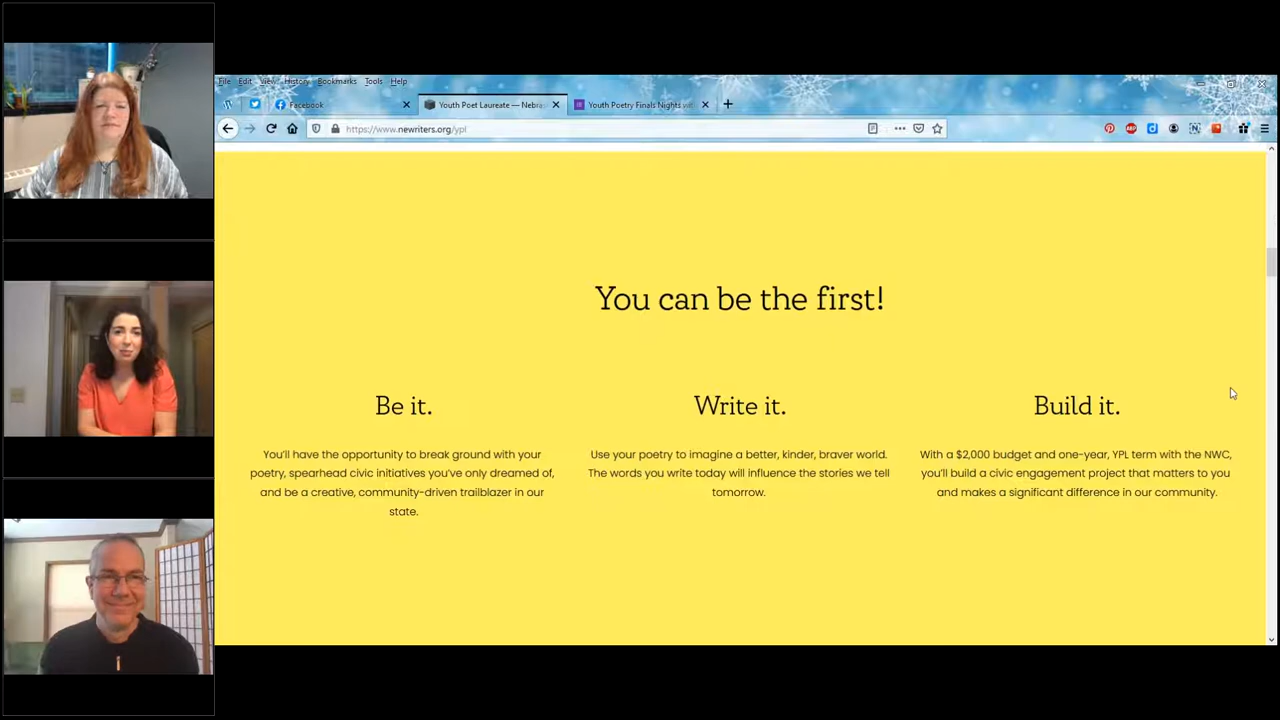 File Edit View History Bookmarks Tools Help
Facebook
Youth Poet Laureate — Nebra
Youth Poetry Finals Nights w
https://www.newriters.org/ypl
You can be the first!
Be it.
You'll have the opportunity to break ground with your
poetry, spearhead civic initiatives you've only dreamed of,
and be a creative, community-driven trailblazer in our
state.
Write it.
Use your poetry to imagine a better, kinder, braver world.
The words you write today will influence the stories we tell
tomorrow.
Build it.
With a $2,000 budget and one-year, YPL term with the NWC,
you'll build a civic engagement project that matters to you
and makes a significant difference in our community.